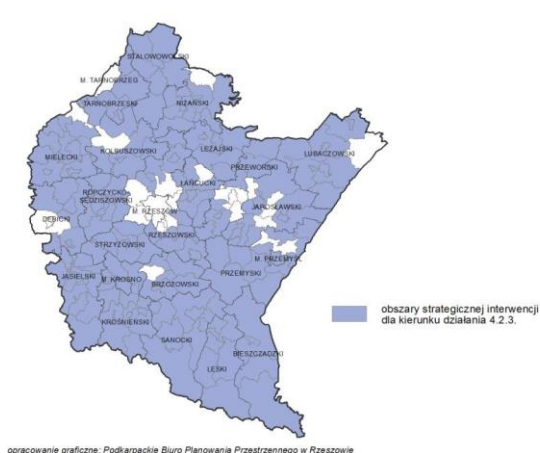 STALOWOWOLSKI
M. TARNOBRZEG
TARNOBRZESKI
NIŻAŃSKI
LEŻAJSKI
LUBACZOWSKI
KOLBUSZOWSKI
MIELECKI
PRZEWORSKI
ŁAŃCUCKI
ROPCZYCKO-
SĘDZISZOWSKI
JAROSŁAWSKI
M. RZESZÓW
DĘBICKI
RZESZOWSKI
STRZYŻOWSKI
M. PRZEMYŚL
PRZEMYSKI
JASIELSKI
M. KROSNO
BRZOZOWSKI
obszary strategicznej interwencji
dla kierunku działania 4.2.3.
KROŚNIEŃSKI
SANOCKI
BIESZCZADZKI
LESKI
opracowanie graficzne: Podkarpackie Biuro Planowania Przestrzennego w Rzeszowie